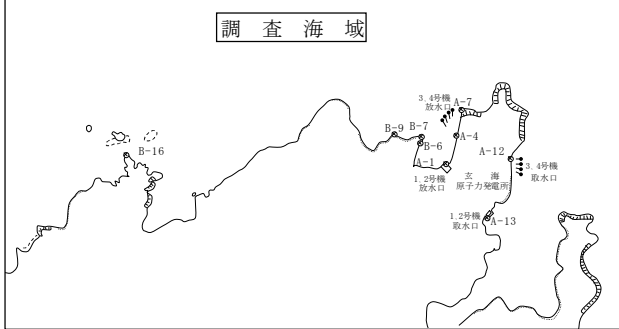 調査海域
3.4号機
放水口
A-7
B-9
B-7
B-6
A-4
B-16
A-1
A-12
1.2号機
放水口
玄海
原子力発電所
3.4号機
取水口
1.2号機
取水口
A-13